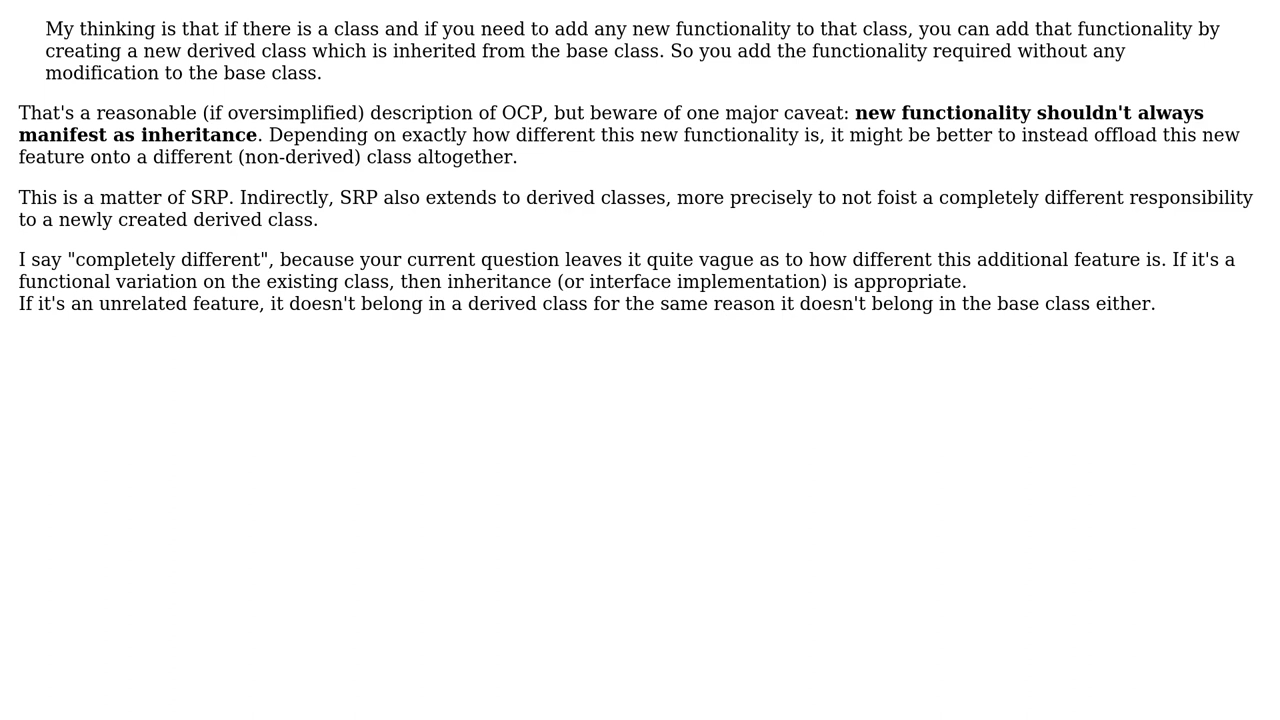 My thinking is that if there is a class and if you need to add any new functionality to that class, you can add that functionality by
creating a new derived class which is inherited from the base class. So you add the functionality required without any
modification to the base class.
That's a reasonable (if oversimplified) description of OCP, but beware of one major caveat: new functionality shouldn't always
manifest as inheritance. Depending on exactly how different this new functionality is, it might be better to instead offload this new
feature onto a different (non-derived) class altogether.
This is a matter of SRP. Indirectly, SRP also extends to derived classes, more precisely to not foist a completely different responsibility
to a newly created derived class.
I say "completely different", because your current question leaves it quite vague as to how different this additional feature is. If it's a
functional variation on the existing class, then inheritance (or interface implementation) is appropriate.
If it's an unrelated feature, it doesn't belong in a derived class for the same reason it doesn't belong in the base class either.